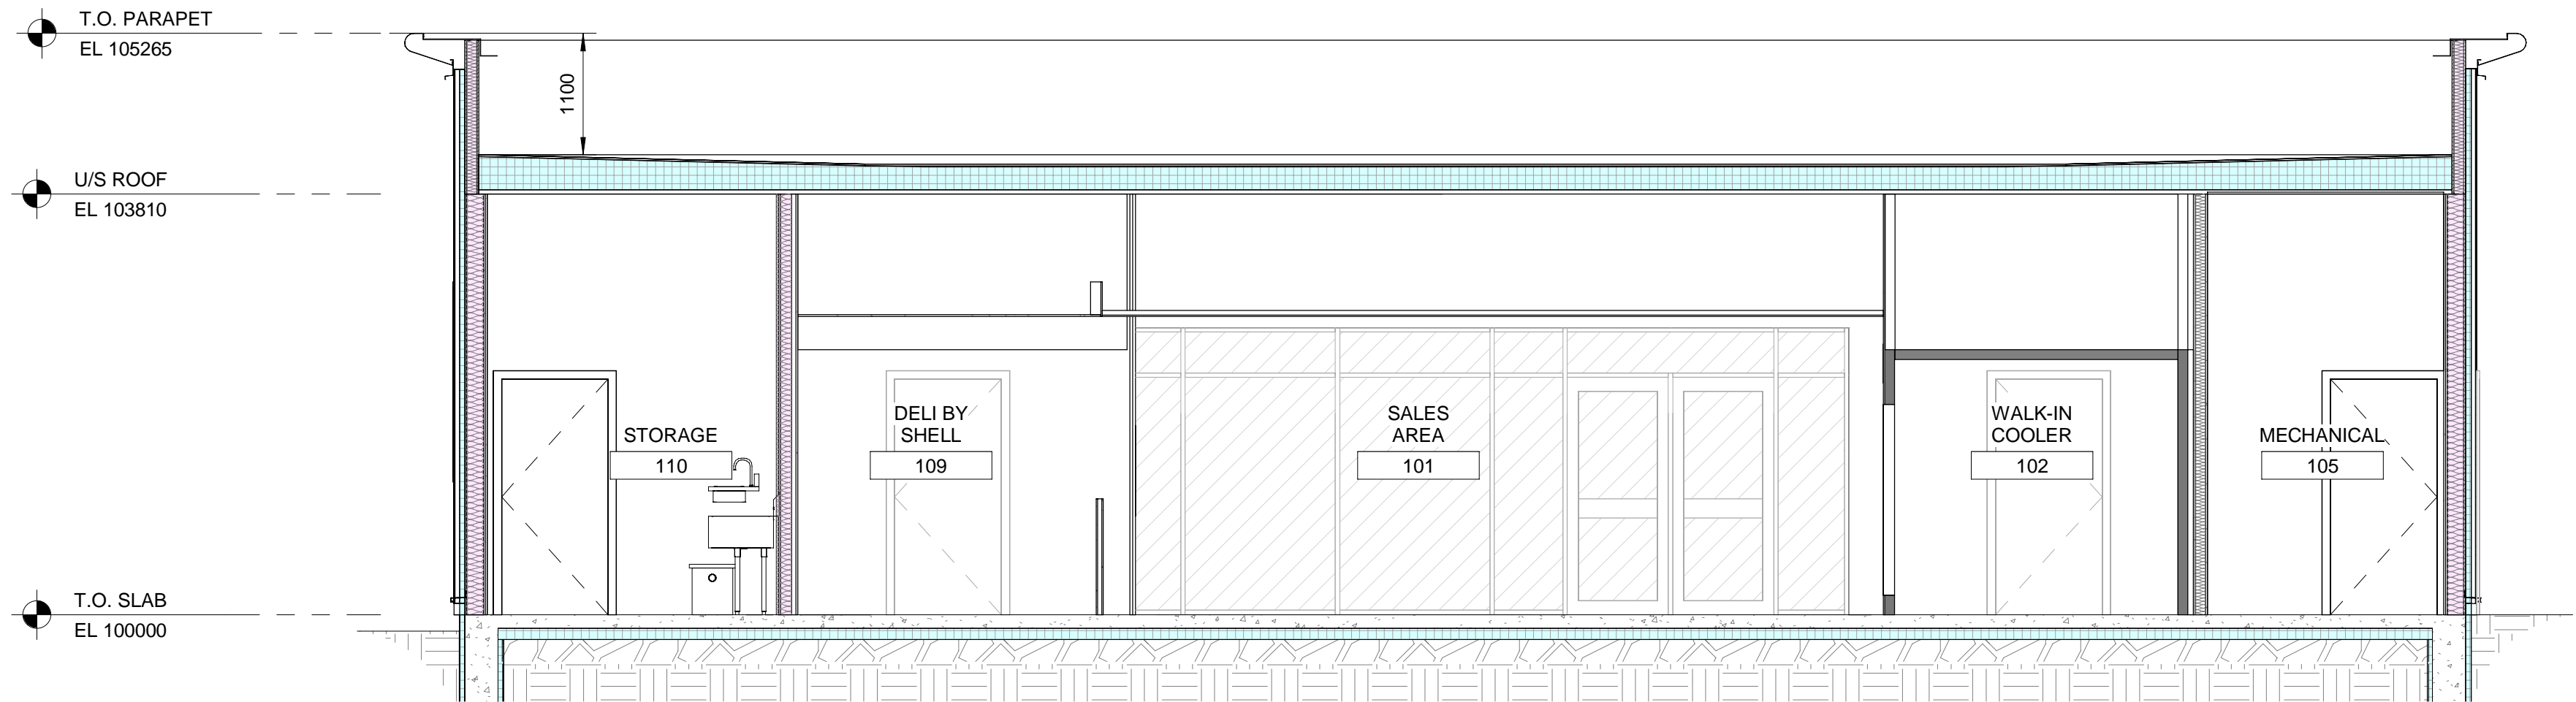 T.O. PARAPET
EL 105265
1100
U/S ROOF
EL 103810
STORAGE
110
DELI BY
SHELL
109
SALES
AREA
101
WALK-IN
COOLER
102
MECHANICAL
105
T.O. SLAB
EL 100000